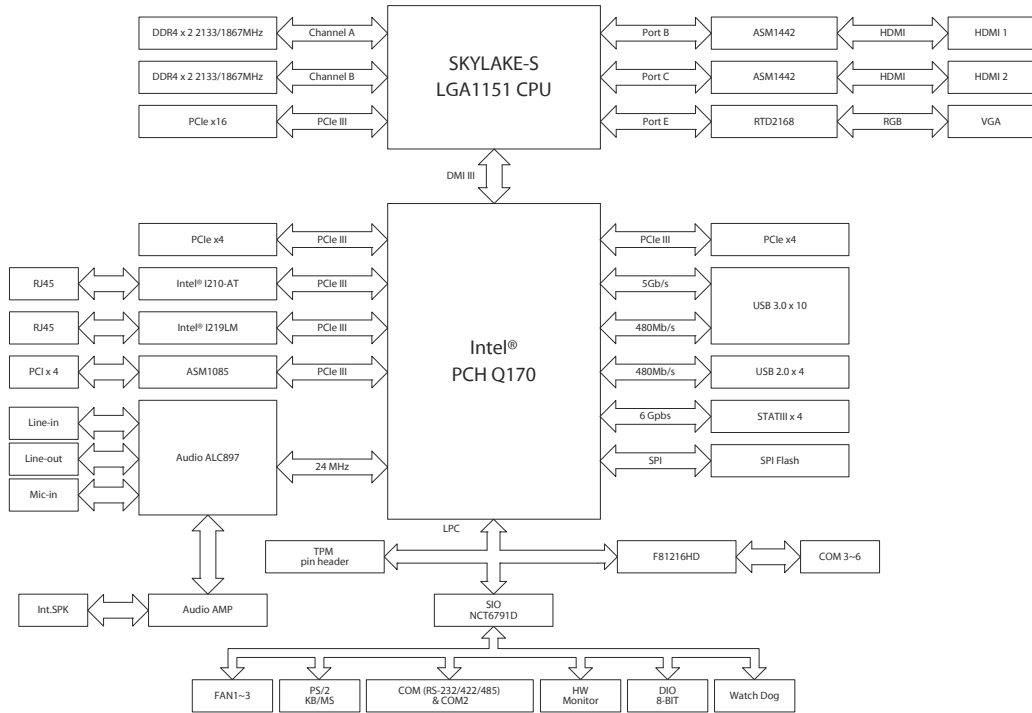 DDR4 x 2 2133/1867MHz
Channel A
SKYLAKE-S
LGA1151 CPU
Port B
ASM1442
HDMI
HDMI 1
DDR4 x 2 2133/1867MHz
Channel B
Port C
ASM1442
HDMI
HDMI 2
PCIe x16
PCIe III
Port E
RTD2168
RGB
VGA
DMI III
PCIe x4
PCIe III
Intel®
PCH Q170
PCIe III
PCIe x4
RJ45
Intel® I210-AT
PCIe III
5Gb/s
USB 3.0 x 10
RJ45
Intel® I219LM
PCIe III
480Mb/s
PCI x 4
ASM1085
PCIe III
480Mb/s
USB 2.0 x 4
Line-in
Line-out
Mic-in
Audio ALC897
24 MHz
6 Gpbs
STATIII x 4
SPI
SPI Flash
LPC
TPM
pin header
F81216HD
COM 3~6
Int.SPK
Audio AMP
SIO
NCT6791D
FAN1~3
PS/2
KB/MS
COM (RS-232/422/485)
& COM2
HW
Monitor
DIO
8-BIT
Watch Dog